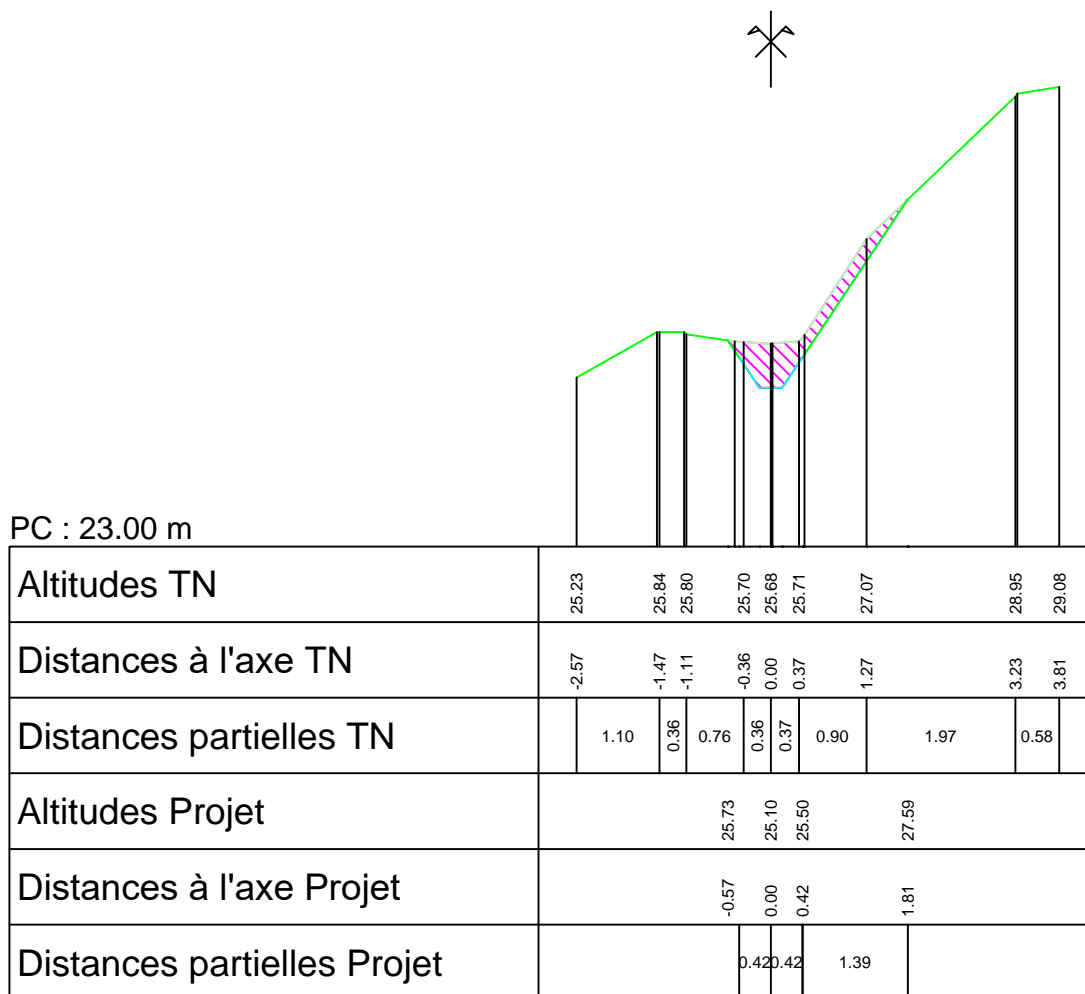 PC : 23.00 m
Altitudes TN 25.23 25.84 25.80 25.70 25.68 25.71 27.07 28.95 29.08
Distances à l'axe TN -2.57 -1.47 -1.11 -0.36 0.00 0.37 1.27 3.23 3.81
Distances partielles TN 1.10 0.36 0.76 0.36 0.37 0.90 1.97 0.58
Altitudes Projet 25.73 25.10 25.50 27.59
Distances à l'axe Projet -0.57 0.00 0.42 1.81
Distances partielles Projet 0.42 0.42 1.39